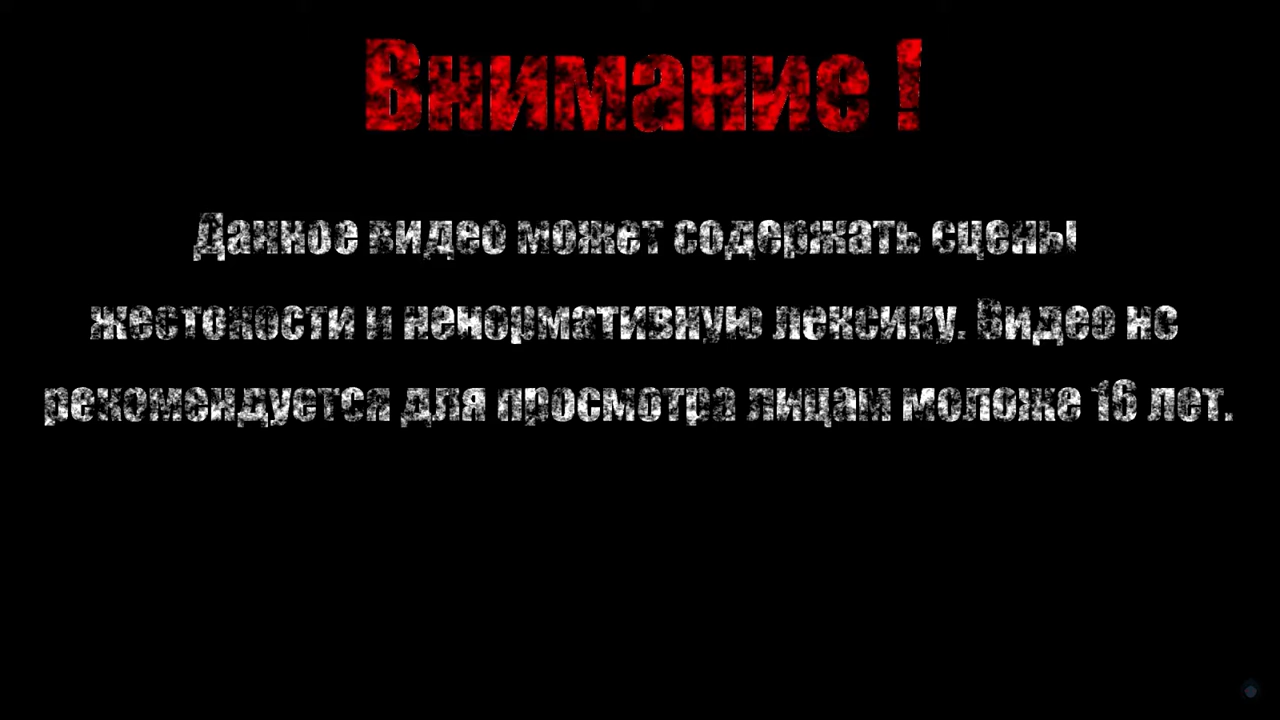 Внимание !
Данное видео может содержать сцены
жестокости и ненормативную лексику. Видео не
рекомендуется для просмотра лицам моложе 16 лет.